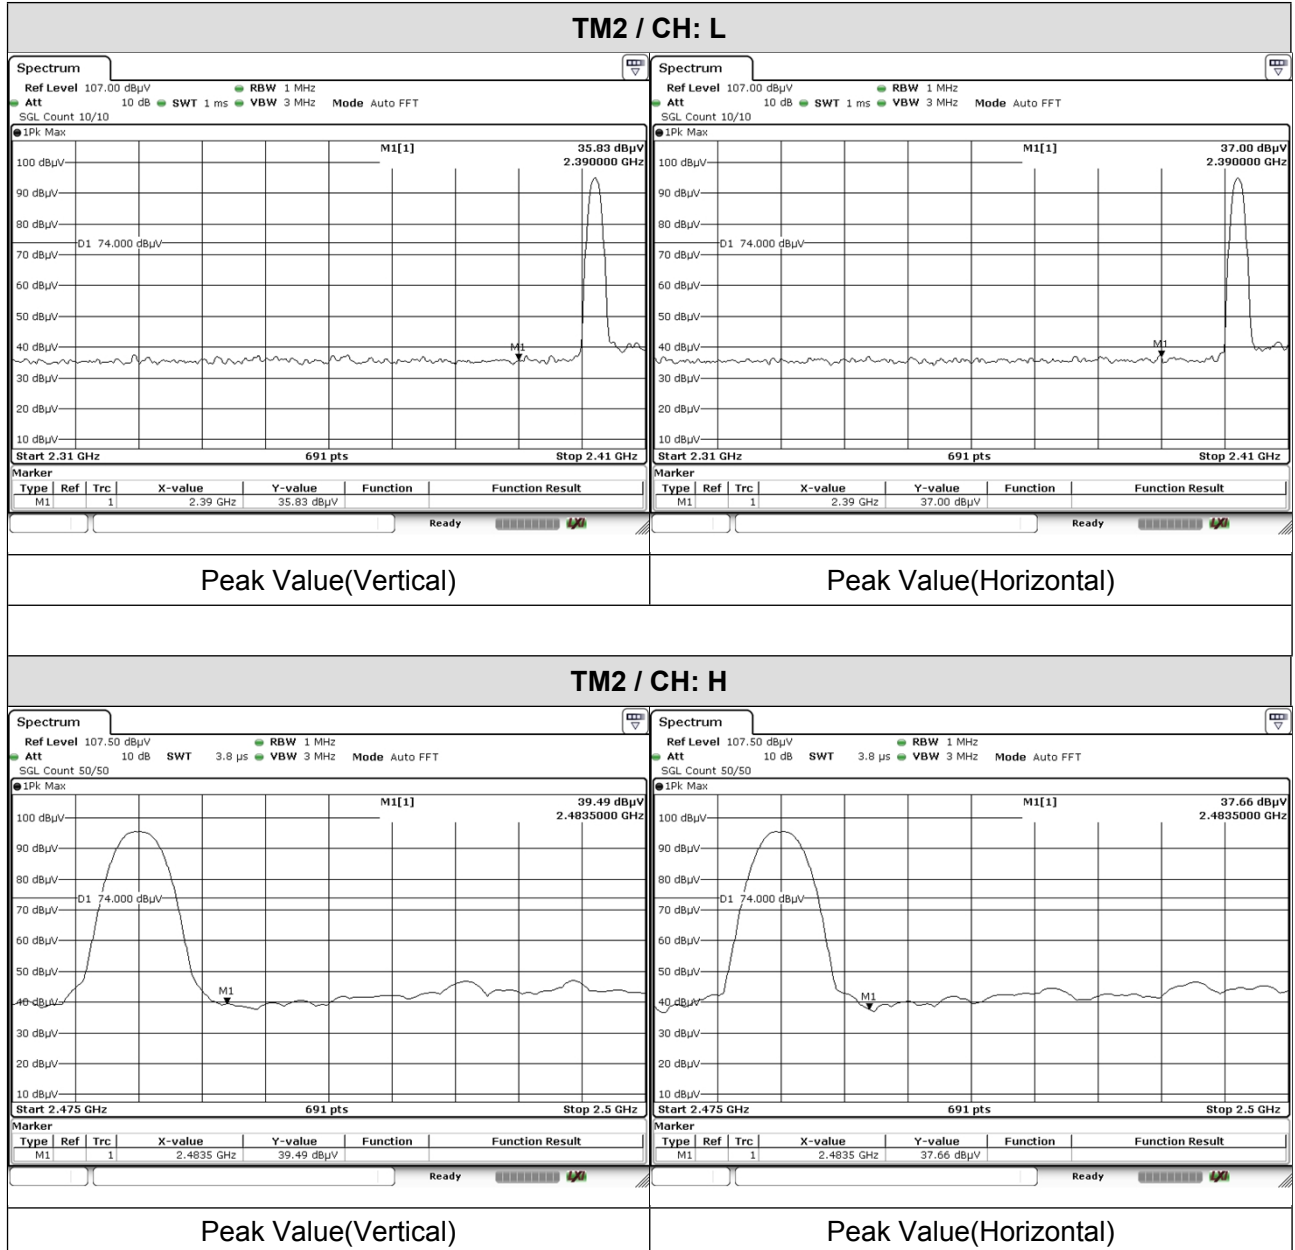 TM2 / CH: L
Spectrum
Ref Level 107.00 dBµV RBW 1 MHz
Att 10 dB SWT 1 ms VBW 3 MHz Mode Auto FFT
SGL Count 10/10
1Pk Max
M1[1] 35.83 dBµV
2.390000 GHz
100 dBµV
90 dBµV
80 dBµV
D1 74.000 dBµV
70 dBµV
60 dBµV
50 dBµV
40 dBµV
M1
30 dBµV
20 dBµV
10 dBµV
Start 2.31 GHz 691 pts Stop 2.41 GHz
Marker
Type Ref Trc X-value Y-value Function Function Result
M1 1 2.39 GHz 35.83 dBµV
Ready LXI
Spectrum
Ref Level 107.00 dBµV RBW 1 MHz
Att 10 dB SWT 1 ms VBW 3 MHz Mode Auto FFT
SGL Count 10/10
1Pk Max
M1[1] 37.00 dBµV
2.390000 GHz
100 dBµV
90 dBµV
80 dBµV
D1 74.000 dBµV
70 dBµV
60 dBµV
50 dBµV
40 dBµV
M1
30 dBµV
20 dBµV
10 dBµV
Start 2.31 GHz 691 pts Stop 2.41 GHz
Marker
Type Ref Trc X-value Y-value Function Function Result
M1 1 2.39 GHz 37.00 dBµV
Ready LXI
Peak Value(Vertical) Peak Value(Horizontal)
TM2 / CH: H
Spectrum
Ref Level 107.50 dBµV RBW 1 MHz
Att 10 dB SWT 3.8 µs VBW 3 MHz Mode Auto FFT
SGL Count 50/50
1Pk Max
M1[1] 39.49 dBµV
2.4835000 GHz
100 dBµV
90 dBµV
80 dBµV
D1 74.000 dBµV
70 dBµV
60 dBµV
50 dBµV
M1
40 dBµV
30 dBµV
20 dBµV
10 dBµV
Start 2.475 GHz 691 pts Stop 2.5 GHz
Marker
Type Ref Trc X-value Y-value Function Function Result
M1 1 2.4835 GHz 39.49 dBµV
Ready LXI
Spectrum
Ref Level 107.50 dBµV RBW 1 MHz
Att 10 dB SWT 3.8 µs VBW 3 MHz Mode Auto FFT
SGL Count 50/50
1Pk Max
M1[1] 37.66 dBµV
2.4835000 GHz
100 dBµV
90 dBµV
80 dBµV
D1 74.000 dBµV
70 dBµV
60 dBµV
50 dBµV
M1
40 dBµV
30 dBµV
20 dBµV
10 dBµV
Start 2.475 GHz 691 pts Stop 2.5 GHz
Marker
Type Ref Trc X-value Y-value Function Function Result
M1 1 2.4835 GHz 37.66 dBµV
Ready LXI
Peak Value(Vertical) Peak Value(Horizontal)